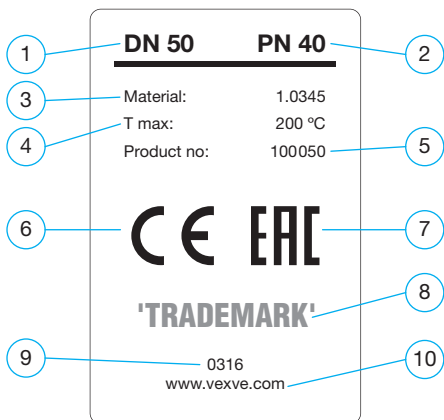 1 DN 50 PN 40 2
3 Material: 1.0345
4 T max: 200 ºC
Product no: 100050 5
6 CE EAC 7
'TRADEMARK' 8
9 0316
www.vexve.com 10